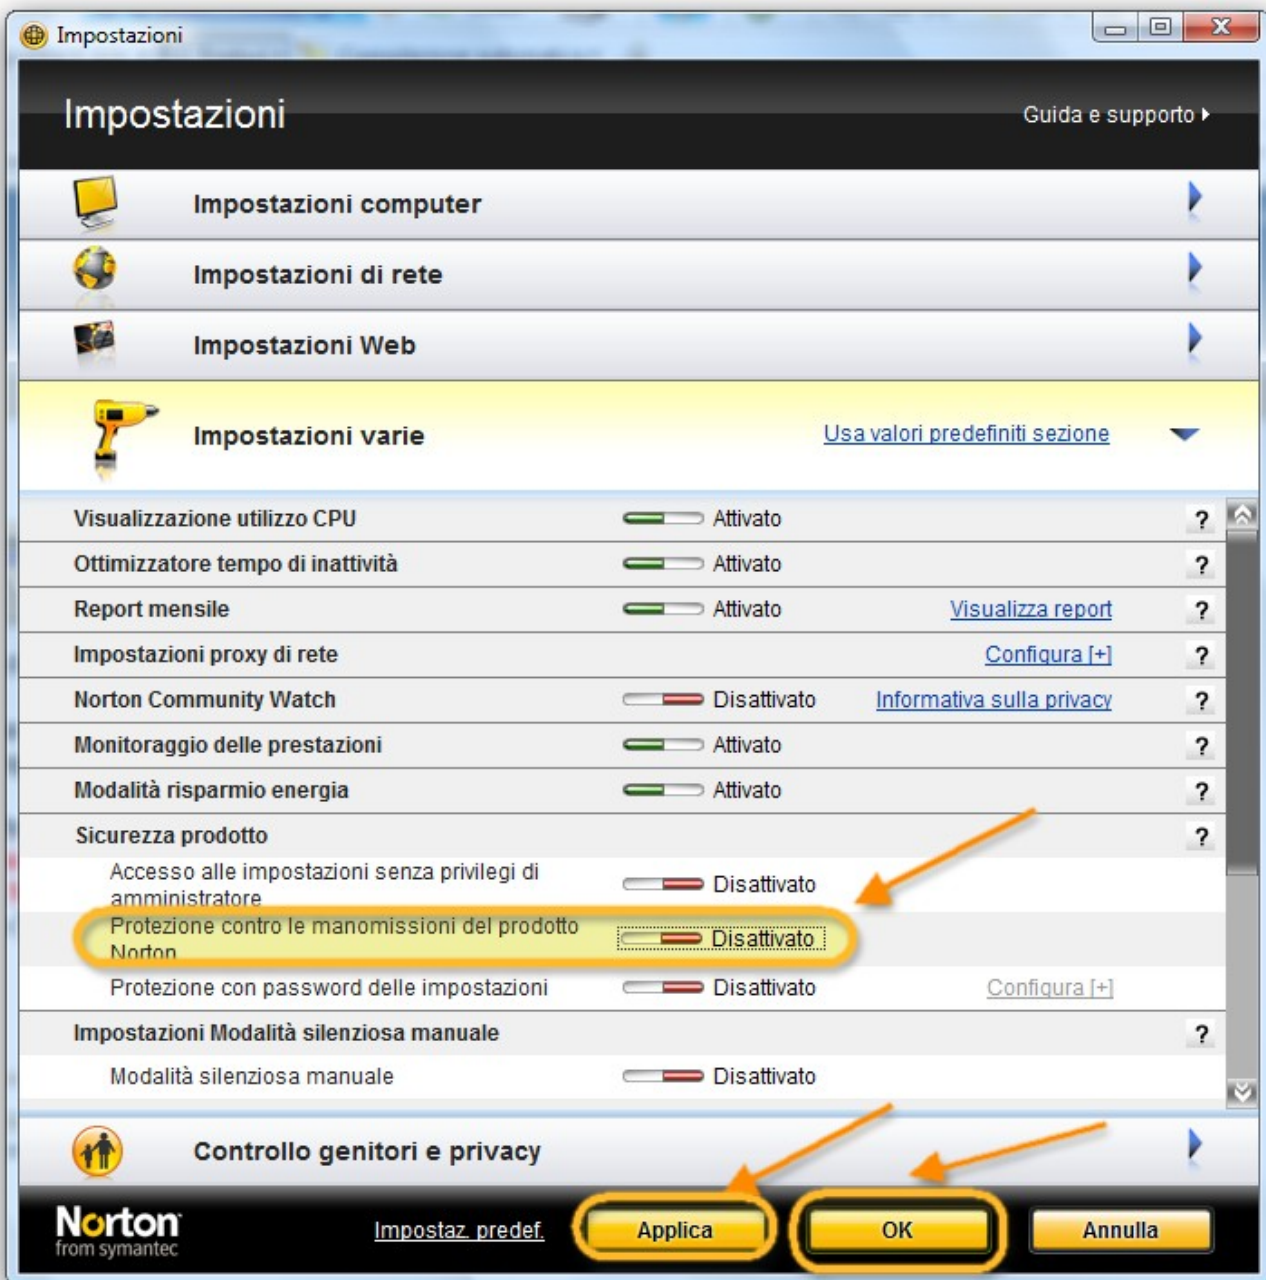 Impostazioni
Impostazioni
Guida e supporto
Impostazioni computer
Impostazioni di rete
Impostazioni Web
Impostazioni varie
Usa valori predefiniti sezione
Visualizzazione utilizzo CPU Attivato ?
Ottimizzatore tempo di inattività Attivato ?
Report mensile Attivato Visualizza report ?
Impostazioni proxy di rete Configura [+] ?
Norton Community Watch Disattivato Informativa sulla privacy ?
Monitoraggio delle prestazioni Attivato ?
Modalità risparmio energia Attivato ?
Sicurezza prodotto ?
Accesso alle impostazioni senza privilegi di
amministratore
Disattivato
Protezione contro le manomissioni del prodotto
Norton
Disattivato
Protezione con password delle impostazioni Disattivato Configura [+]
Impostazioni Modalità silenziosa manuale ?
Modalità silenziosa manuale Disattivato
Controllo genitori e privacy
Norton
from symantec
Impostaz. predef. Applica OK Annulla